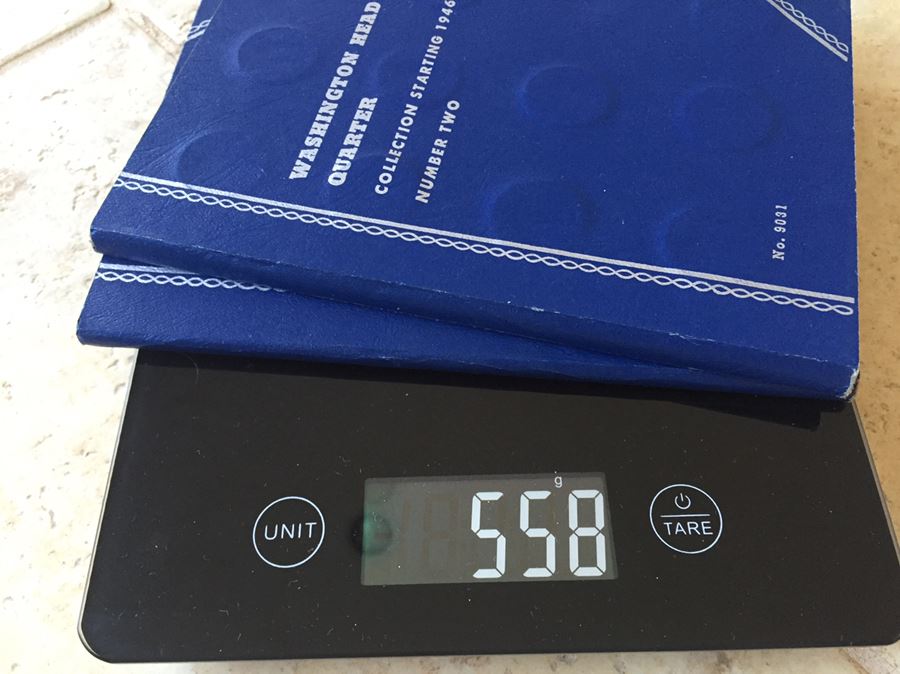 WASHINGTON HEAD
QUARTER
COLLECTION STARTING 1946
NUMBER TWO
No. 9031
g
558
UNIT
TARE